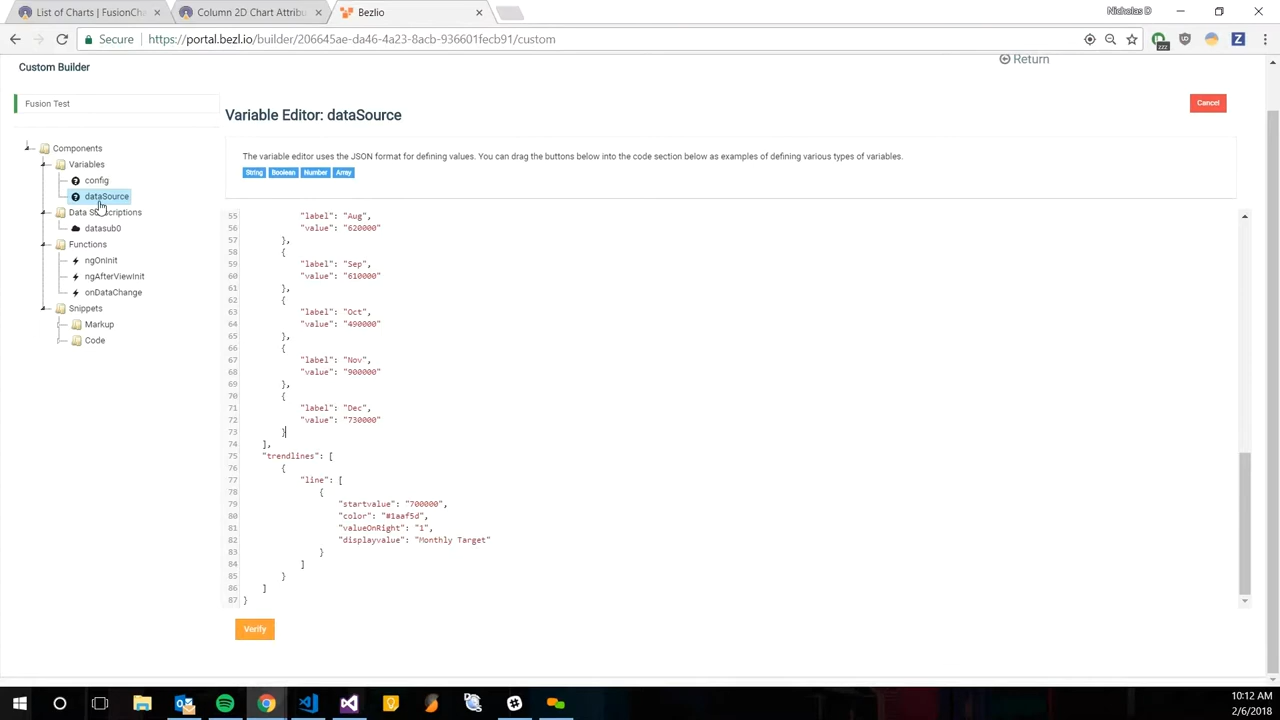 List of Charts | FusionCh
Column 2D Chart Attribu
Bezlio
Nicholas D
Secure
https://portal.bezl.io/builder/206645ae-da46-4a23-8acb-936601fecb91/custom
zzz
Z
Custom Builder
Return
Fusion Test
Variable Editor: dataSource
Cancel
The variable editor uses the JSON format for defining values. You can drag the buttons below into the code section below as examples of defining various types of variables.
String Boolean Number Array
Components
Variables
config
dataSource
Data S scriptions
datasub0
Functions
ngOnInit
ngAfterViewInit
onDataChange
Snippets
Markup
Code
55 "label": "Aug",
56 "value": "620000"
57 },
58 {
59 "label": "Sep",
60 "value": "610000"
61 },
62 {
63 "label": "Oct",
64 "value": "490000"
65 },
66 {
67 "label": "Nov",
68 "value": "900000"
69 },
70 {
71 "label": "Dec",
72 "value": "730000"
73 }
74 ],
75 "trendlines": [
76 {
77 "line": [
78 {
79 "startvalue": "700000",
80 "color": "#1aaf5d",
81 "valueOnRight": "1",
82 "displayvalue": "Monthly Target"
83 }
84 ]
85 }
86 ]
87 }
Verify
10:12 AM
2/6/2018